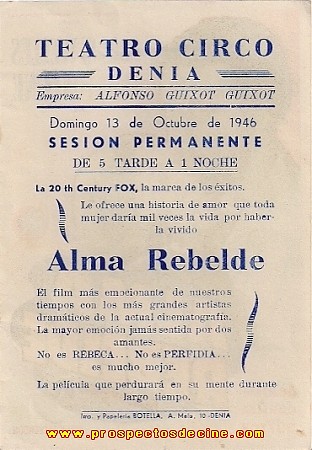 TEATRO CIRCO
DENIA
Empresa: ALFONSO GUIXOT GUIXOT
Domingo 13 de Octubre de 1946
SESION PERMANENTE
DE 5 TARDE A 1 NOCHE
La 20 th Century FOX, la marca de los éxitos.
Le ofrece una historia de amor que toda
mujer daría mil veces la vida por haber-
la vivido
Alma Rebelde
El film más emocionante de nuestros
tiempos con los más grandes artistas
dramáticos de la actual cinematografía.
La mayor emoción jamás sentida por dos
amantes.
No es REBECA... No es PERFIDIA...
es mucho mejor.
La película que perdurará en su mente durante
largo tiempo.
Imp. y Papelería BOTELLA, A. Mola, 10-DENIA
www.prospectosdecine.com